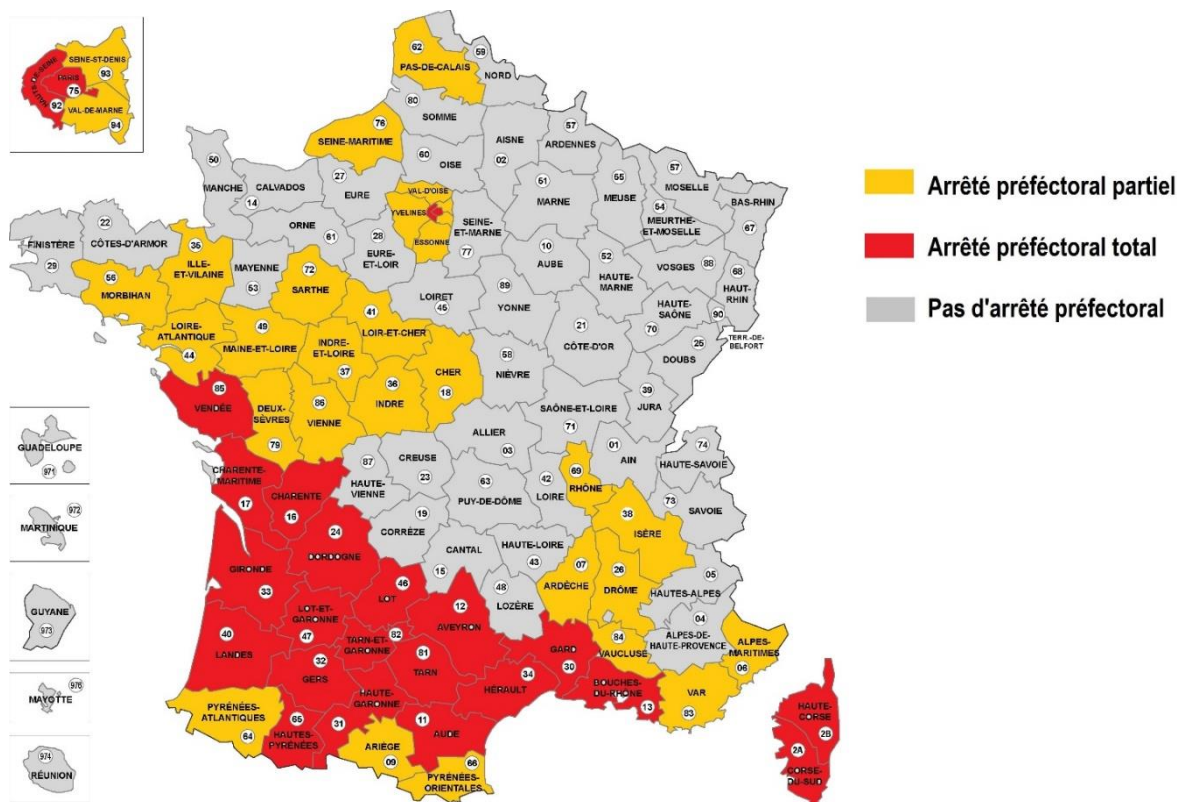 SEINE-ST-DENIS
93
HAUTS-DE-SEINE
PARIS
75
92
VAL-DE-MARNE
94
62
PAS-DE-CALAIS
59
NORD
80
SOMME
76
SEINE-MARITIME
AISNE
02
57
ARDENNES
60
OISE
50
MANCHE
CALVADOS
14
27
EURE
VAL-D'OISE
YVELINES
ESSONNE
51
MARNE
55
MEUSE
57
MOSELLE
54
MEURTHE-
ET-MOSELLE
BAS-RHIN
67
ORNE
61
28
EURE-
ET-LOIR
SEINE-
ET-MARNE
77
10
AUBE
52
HAUTE-
MARNE
VOSGES
88
68
HAUT-
RHIN
FINISTÈRE
29
22
CÔTES-D'ARMOR
35
ILLE-
ET-VILAINE
MAYENNE
53
72
SARTHE
56
MORBIHAN
LOIRET
45
89
YONNE
HAUTE-
SAÔNE
70
90
TERR.-DE-
BELFORT
41
LOIR-ET-CHER
LOIRE-
ATLANTIQUE
44
49
MAINE-ET-LOIRE
INDRE-
ET-LOIRE
37
21
CÔTE-D'OR
25
DOUBS
58
NIÈVRE
CHER
18
36
INDRE
85
VENDÉE
DEUX-
SÈVRES
79
86
VIENNE
39
JURA
SAÔNE-ET-LOIRE
71
ALLIER
03
01
AIN
74
HAUTE-SAVOIE
87
HAUTE-
VIENNE
CREUSE
23
63
PUY-DE-DÔME
42
LOIRE
69
RHÔNE
73
SAVOIE
CHARENTE-
MARITIME
17
CHARENTE
16
19
CORRÈZE
38
ISÈRE
24
DORDOGNE
CANTAL
15
HAUTE-LOIRE
43
07
ARDÈCHE
26
DRÔME
05
HAUTES-ALPES
GIRONDE
33
46
LOT
48
LOZÈRE
LOT-ET-
GARONNE
47
12
AVEYRON
04
ALPES-DE-
HAUTE-PROVENCE
84
VAUCLUSE
ALPES-
MARITIMES
06
40
LANDES
TARN-ET-
GARONNE
82
81
TARN
GARD
30
32
GERS
34
HÉRAULT
BOUCHES-
DU-RHÔNE
13
VAR
83
HAUTE-
GARONNE
31
PYRÉNÉES-
ATLANTIQUES
64
65
HAUTES-
PYRÉNÉES
11
AUDE
ARIÈGE
09
66
PYRÉNÉES-
ORIENTALES
HAUTE-
CORSE
2B
2A
CORSE-
DU-SUD
GUADELOUPE
971
972
MARTINIQUE
GUYANE
973
976
MAYOTTE
974
RÉUNION
Arrêté préféctoral partiel
Arrêté préféctoral total
Pas d'arrêté préfectoral